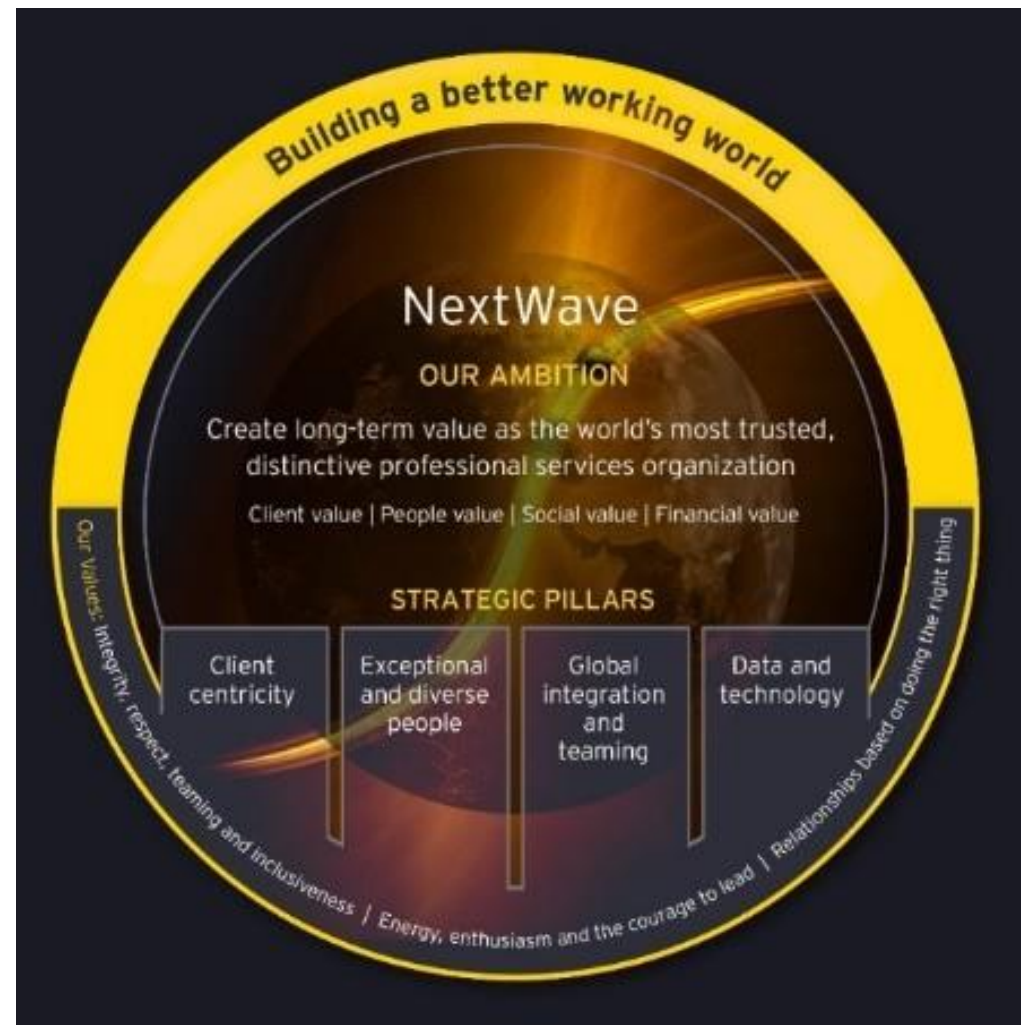 Building a better working world
NextWave
OUR AMBITION
Create long-term value as the world's most trusted,
distinctive professional services organization
Client value | People value | Social value | Financial value
STRATEGIC PILLARS
Client
centricity
Exceptional
and diverse
people
Global
integration
and
teaming
Data and
technology
Our Values: Integrity, respect, teaming and inclusiveness | Energy, enthusiasm and the courage to lead | Relationships based on doing the right thing